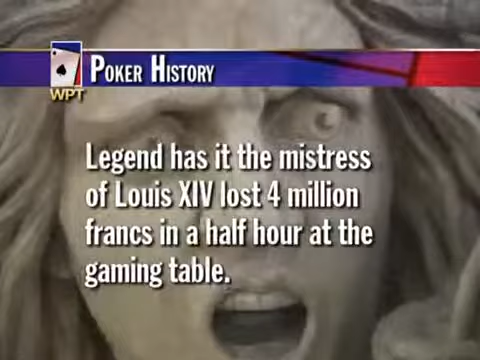 POKER HISTORY
WPT
Legend has it the mistress
of Louis XIV lost 4 million
francs in a half hour at the
gaming table.